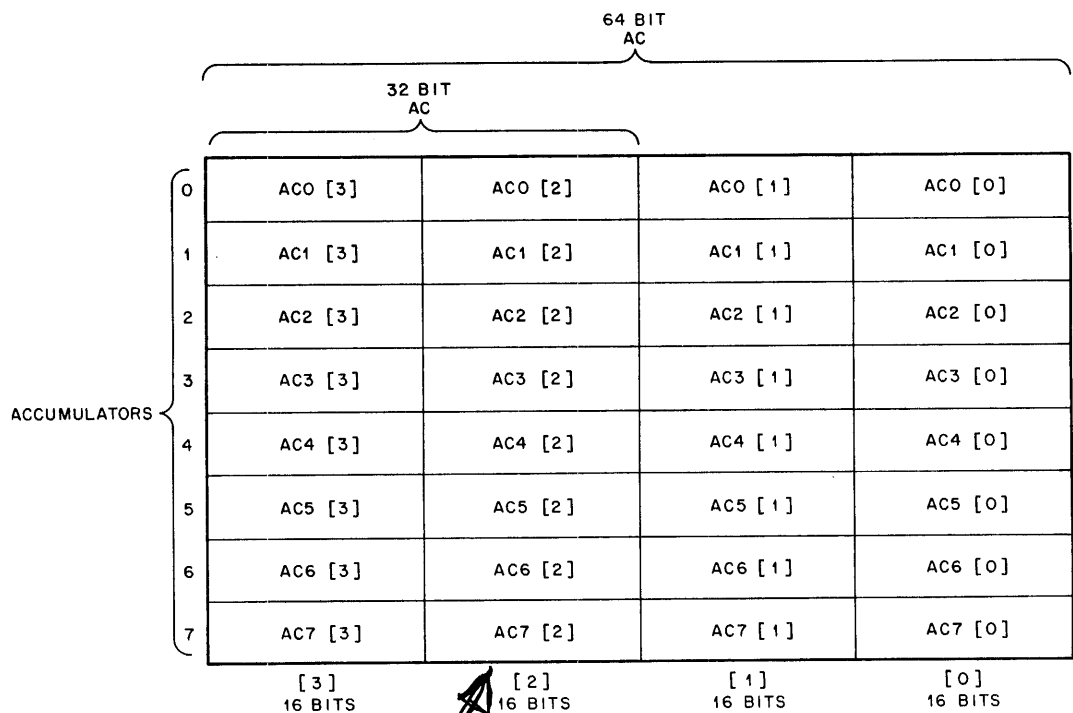 64 BIT
AC
32 BIT
AC
0 AC0 [3] AC0 [2] AC0 [1] AC0 [0]
1 AC1 [3] AC1 [2] AC1 [1] AC1 [0]
2 AC2 [3] AC2 [2] AC2 [1] AC2 [0]
3 AC3 [3] AC3 [2] AC3 [1] AC3 [0]
ACCUMULATORS
4 AC4 [3] AC4 [2] AC4 [1] AC4 [0]
5 AC5 [3] AC5 [2] AC5 [1] AC5 [0]
6 AC6 [3] AC6 [2] AC6 [1] AC6 [0]
7 AC7 [3] AC7 [2] AC7 [1] AC7 [0]
[3] [2] [1] [0]
16 BITS 16 BITS 16 BITS 16 BITS